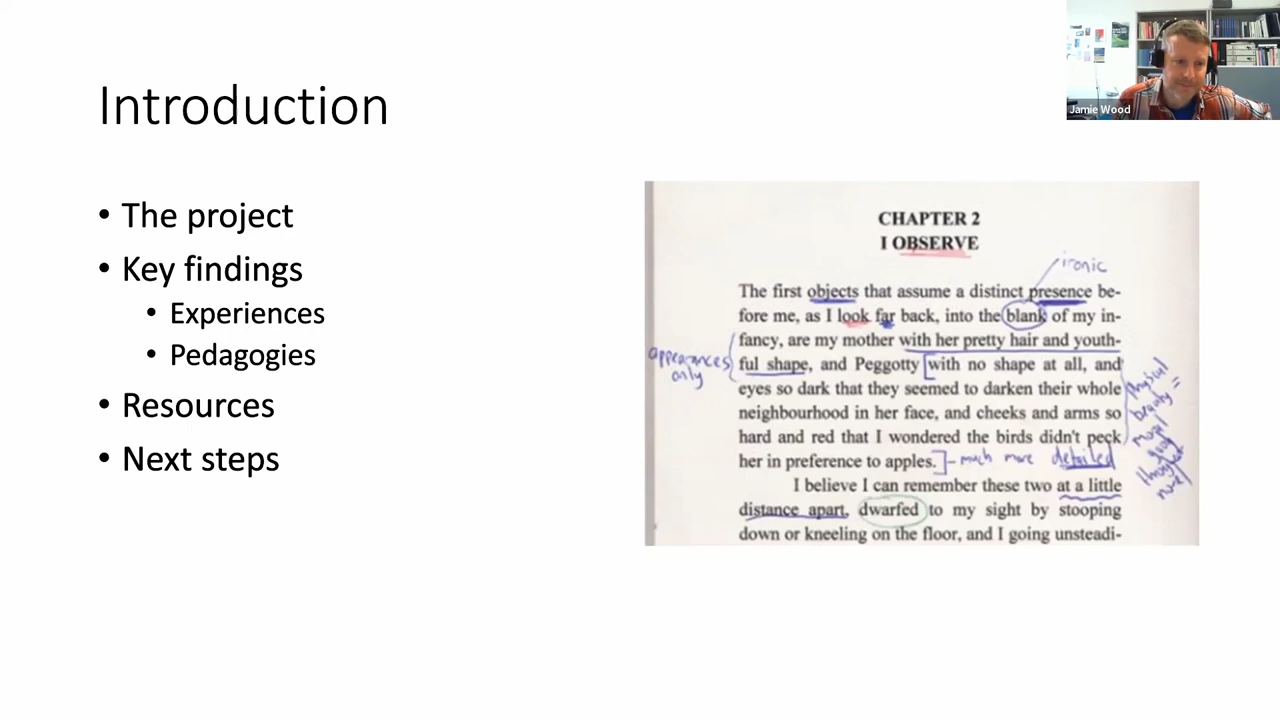 Introduction
• The project
• Key findings
• Experiences
• Pedagogies
• Resources
• Next steps
Jamie Wood
CHAPTER 2
I OBSERVE
ironic
The first objects that assume a distinct presence be-
fore me, as I look far back, into the blank of my in-
fancy, are my mother with her pretty hair and youth-
ful shape, and Peggotty with no shape at all, and
eyes so dark that they seemed to darken their whole
neighbourhood in her face, and cheeks and arms so
hard and red that I wondered the birds didn't peck
her in preference to apples. - much more detailed
I believe I can remember these two at a little
distance apart, dwarfed to my sight by stooping
down or kneeling on the floor, and I going unsteadi-
appearances
only
physical
beauty =
moral
good
throughout
novel